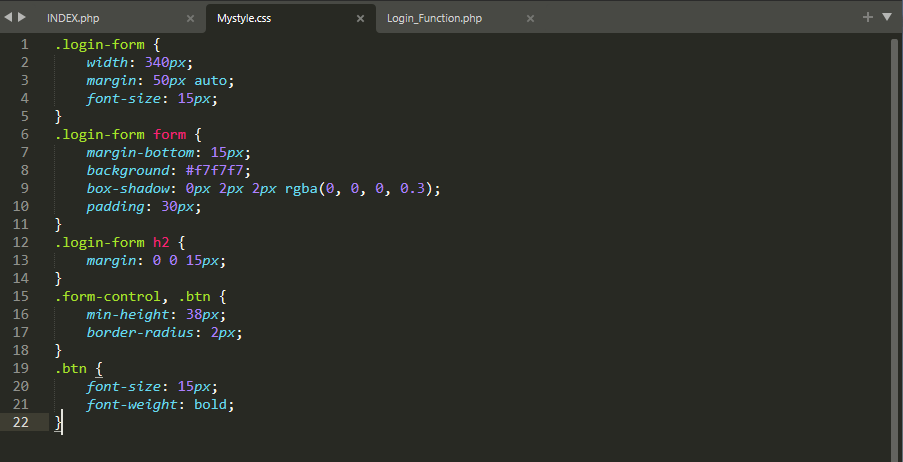 INDEX.php × Mystyle.css × Login_Function.php × +
1 .login-form {
2     width: 340px;
3     margin: 50px auto;
4     font-size: 15px;
5 }
6 .login-form form {
7     margin-bottom: 15px;
8     background: #f7f7f7;
9     box-shadow: 0px 2px 2px rgba(0, 0, 0, 0.3);
10     padding: 30px;
11 }
12 .login-form h2 {
13     margin: 0 0 15px;
14 }
15 .form-control, .btn {
16     min-height: 38px;
17     border-radius: 2px;
18 }
19 .btn {
20     font-size: 15px;
21     font-weight: bold;
22 }